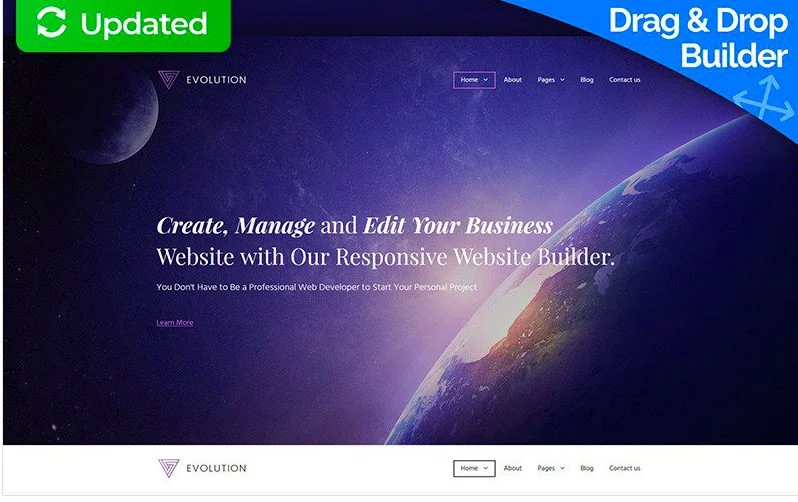 Updated
Drag & Drop
Builder
EVOLUTION
Home About Pages Blog Contact us
Create, Manage and Edit Your Business
Website with Our Responsive Website Builder.
You Don't Have to Be a Professional Web Developer to Start Your Personal Project
Learn More
EVOLUTION
Home About Pages Blog Contact us